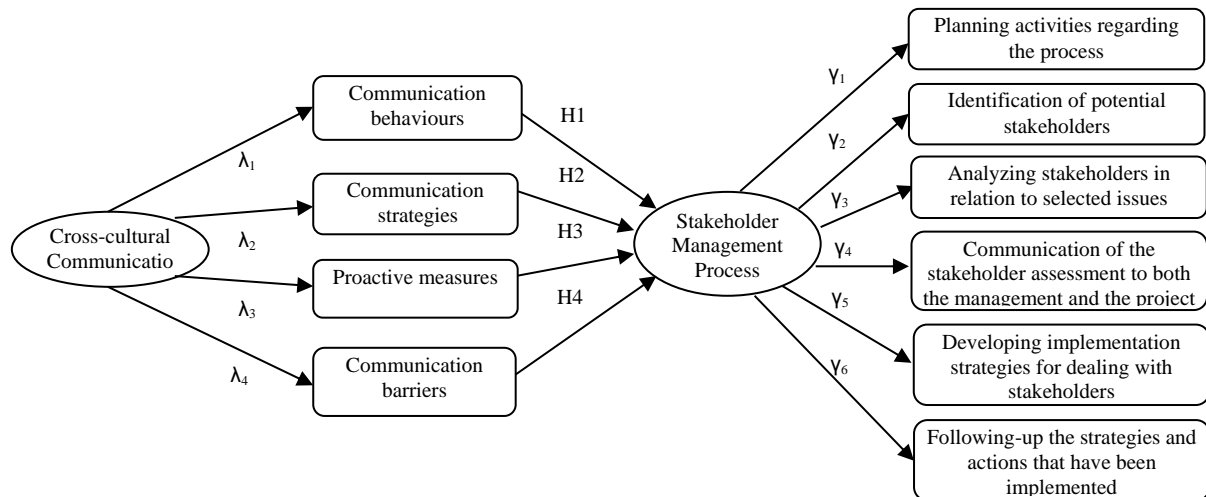 Cross-cultural
Communicatio
λ1
λ2
λ3
λ4
Communication
behaviours
Communication
strategies
Proactive measures
Communication
barriers
H1
H2
H3
H4
Stakeholder
Management
Process
γ1
γ2
γ3
γ4
γ5
γ6
Planning activities regarding
the process
Identification of potential
stakeholders
Analyzing stakeholders in
relation to selected issues
Communication of the
stakeholder assessment to both
the management and the project
Developing implementation
strategies for dealing with
stakeholders
Following-up the strategies and
actions that have been
implemented